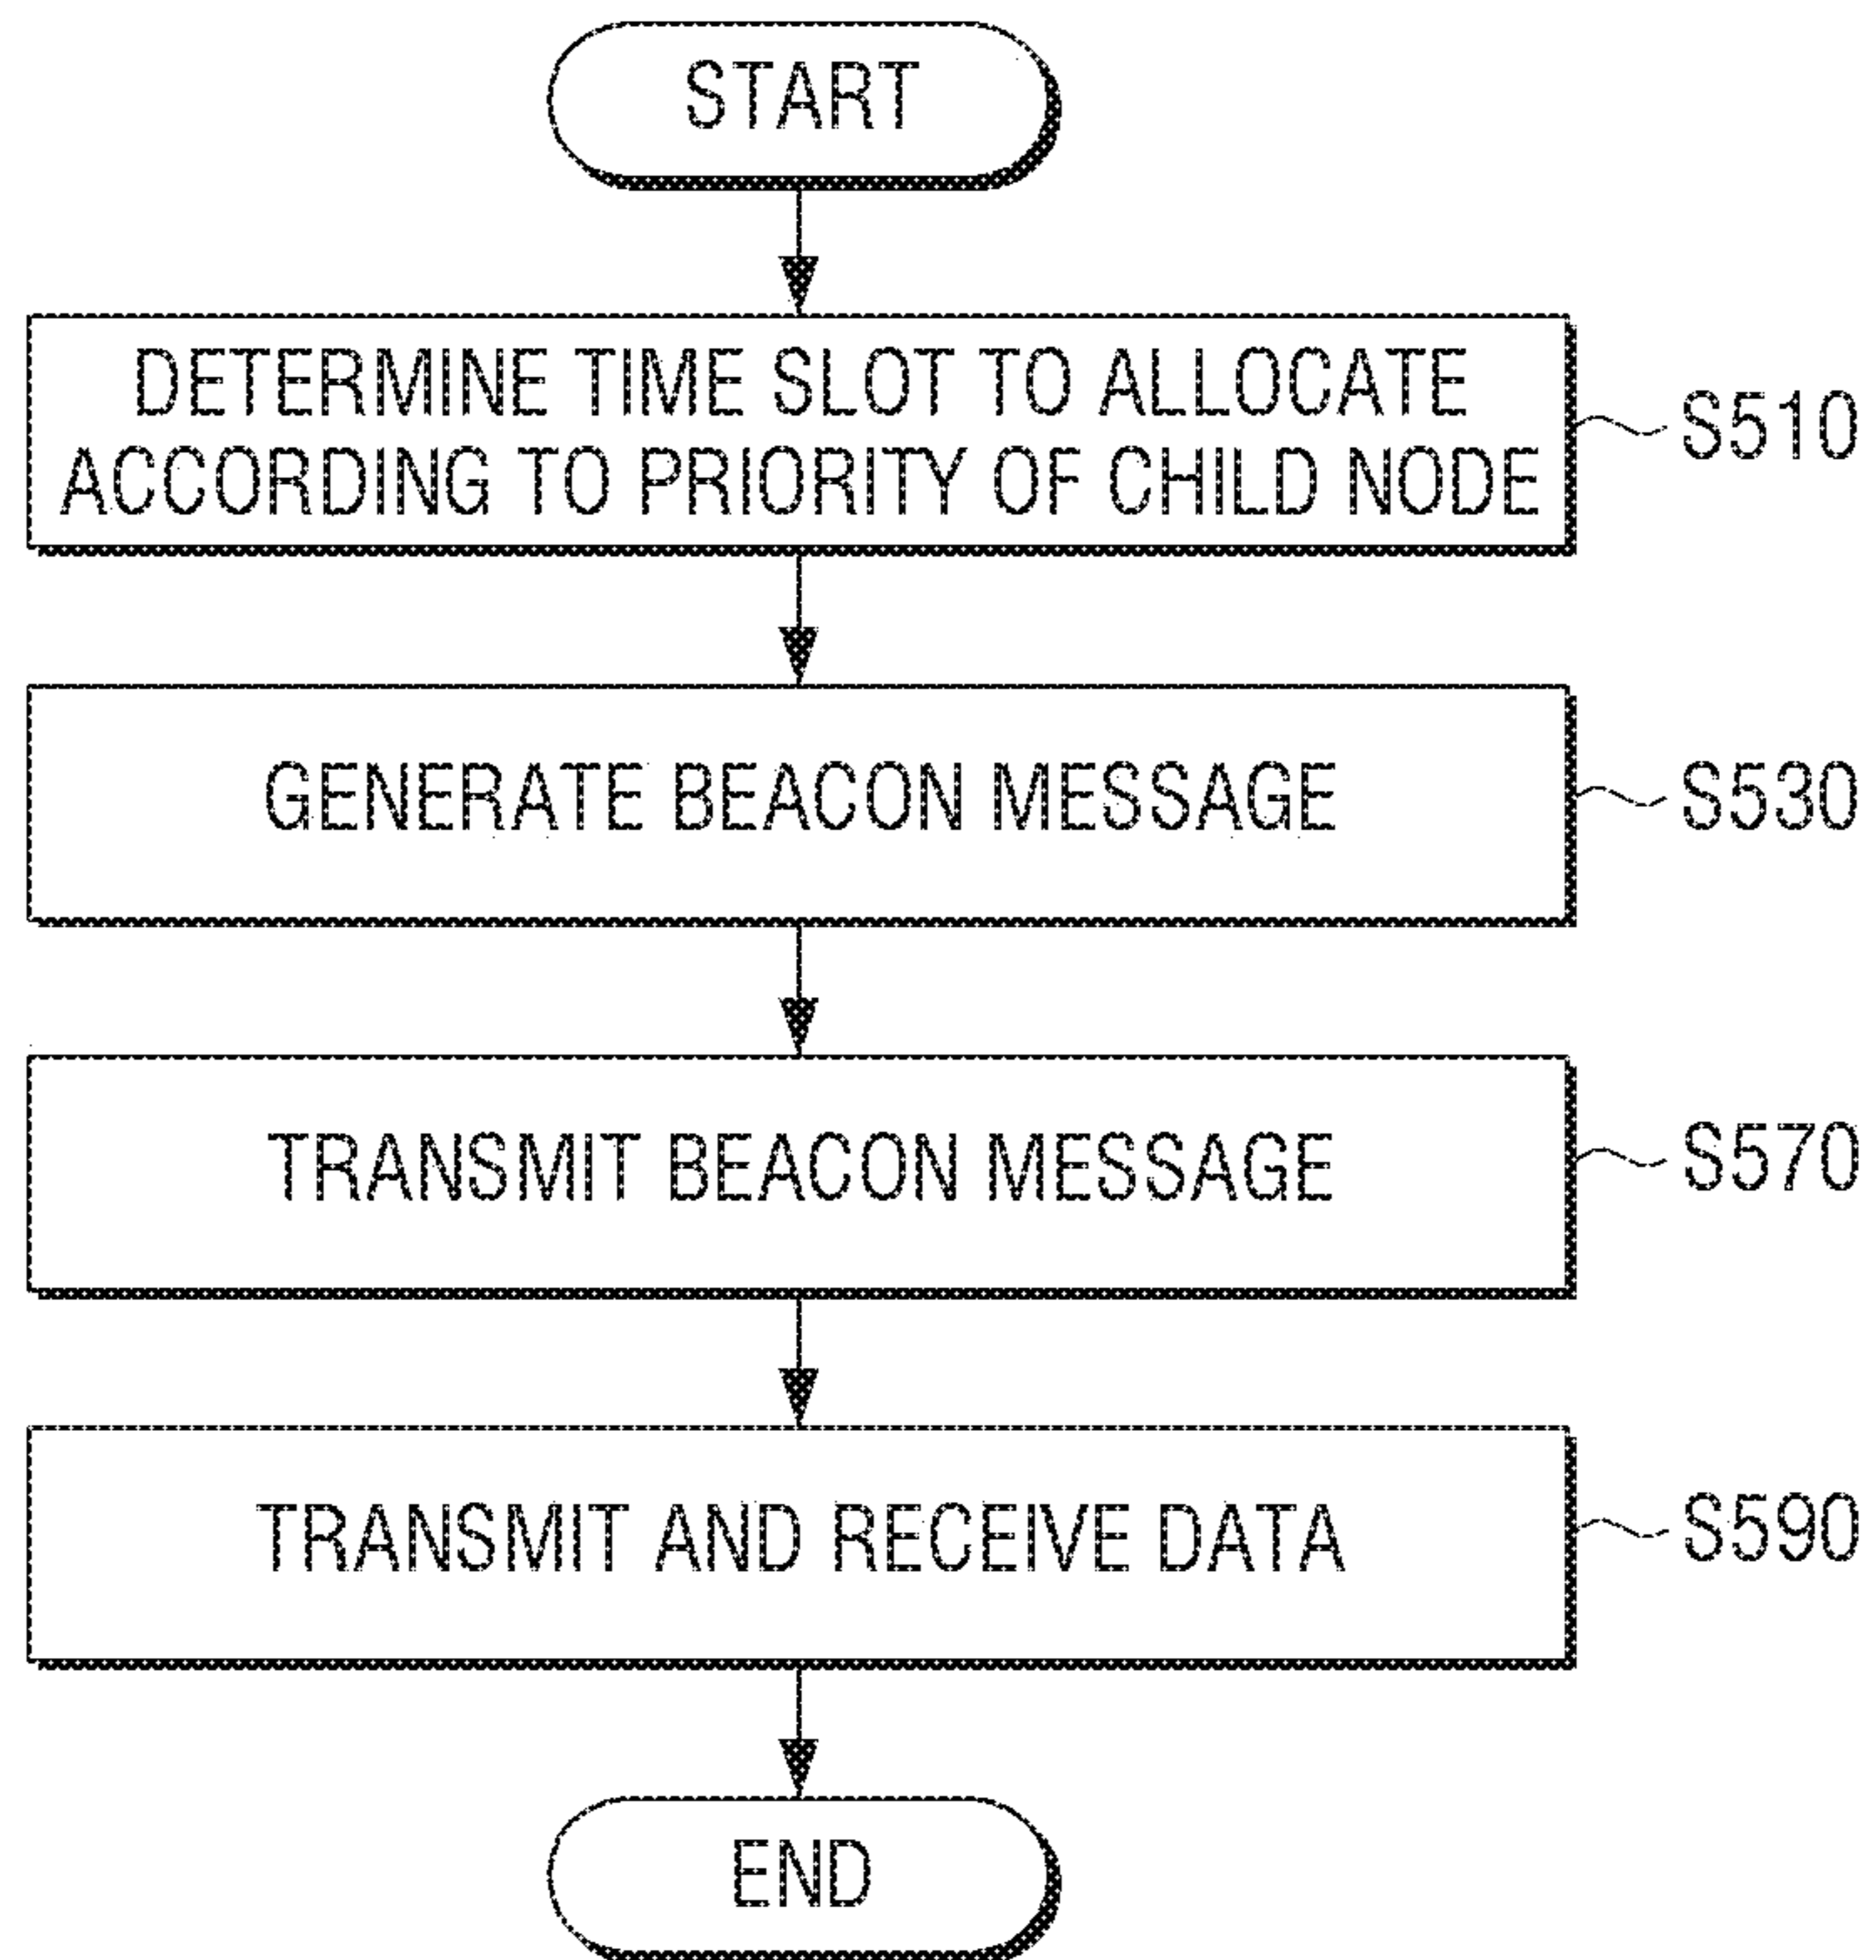 START
DETERMINE TIME SLOT TO ALLOCATE
ACCORDING TO PRIORITY OF CHILD NODE
S510
GENERATE BEACON MESSAGE
S530
TRANSMIT BEACON MESSAGE
S570
TRANSMIT AND RECEIVE DATA
S590
END